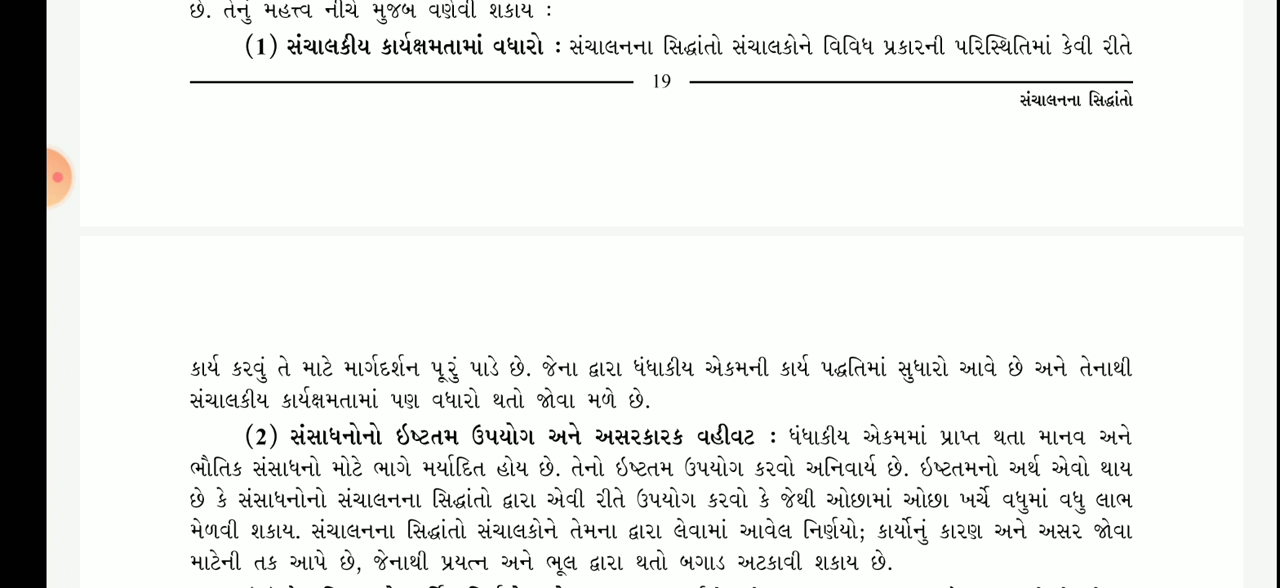 છે. તેનું મહત્ત્વ નીચે મુજબ વર્ણવી શકાય :
(1) સંચાલકીય કાર્યક્ષમતામાં વધારો : સંચાલનના સિદ્ધાંતો સંચાલકોને વિવિધ પ્રકારની પરિસ્થિતિમાં કેવી રીતે
19
સંચાલનના સિદ્ધાંતો
કાર્ય કરવું તે માટે માર્ગદર્શન પૂરું પાડે છે. જેના દ્વારા ધંધાકીય એકમની કાર્ય પદ્ધતિમાં સુધારો આવે છે અને તેનાથી
સંચાલકીય કાર્યક્ષમતામાં પણ વધારો થતો જોવા મળે છે.
(2) સંસાધનોનો ઇષ્ટતમ ઉપયોગ અને અસરકારક વહીવટ : ધંધાકીય એકમમાં પ્રાપ્ત થતા માનવ અને
ભૌતિક સંસાધનો મોટે ભાગે મર્યાદિત હોય છે. તેનો ઇષ્ટતમ ઉપયોગ કરવો અનિવાર્ય છે. ઇષ્ટતમનો અર્થ એવો થાય
છે કે સંસાધનોનો સંચાલનના સિદ્ધાંતો દ્વારા એવી રીતે ઉપયોગ કરવો કે જેથી ઓછામાં ઓછા ખર્ચે વધુમાં વધુ લાભ
મેળવી શકાય. સંચાલનના સિદ્ધાંતો સંચાલકોને તેમના દ્વારા લેવામાં આવેલ નિર્ણયો; કાર્યોનું કારણ અને અસર જોવા
માટેની તક આપે છે, જેનાથી પ્રયત્ન અને ભૂલ દ્વારા થતો બગાડ અટકાવી શકાય છે.